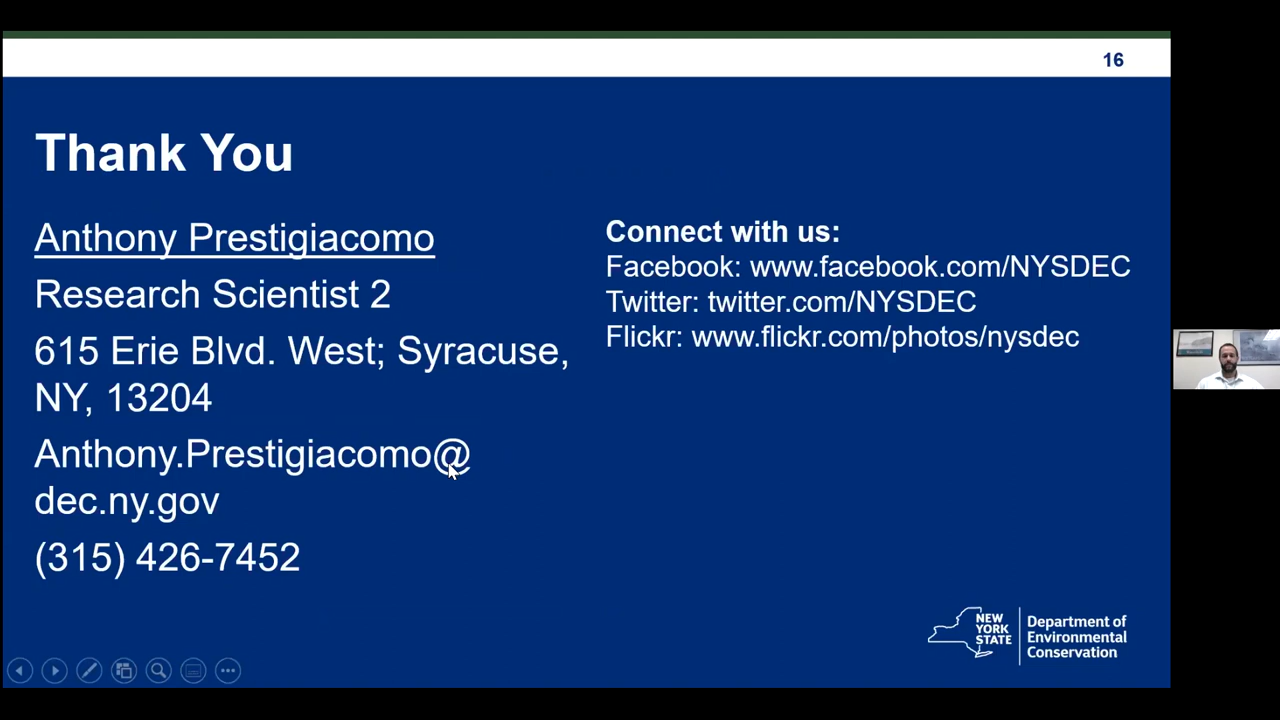 16
Thank You
Anthony Prestigiacomo
Research Scientist 2
615 Erie Blvd. West; Syracuse,
NY, 13204
Anthony.Prestigiacomo@
dec.ny.gov
(315) 426-7452
Connect with us:
Facebook: www.facebook.com/NYSDEC
Twitter: twitter.com/NYSDEC
Flickr: www.flickr.com/photos/nysdec
NEW
YORK
STATE
Department of
Environmental
Conservation